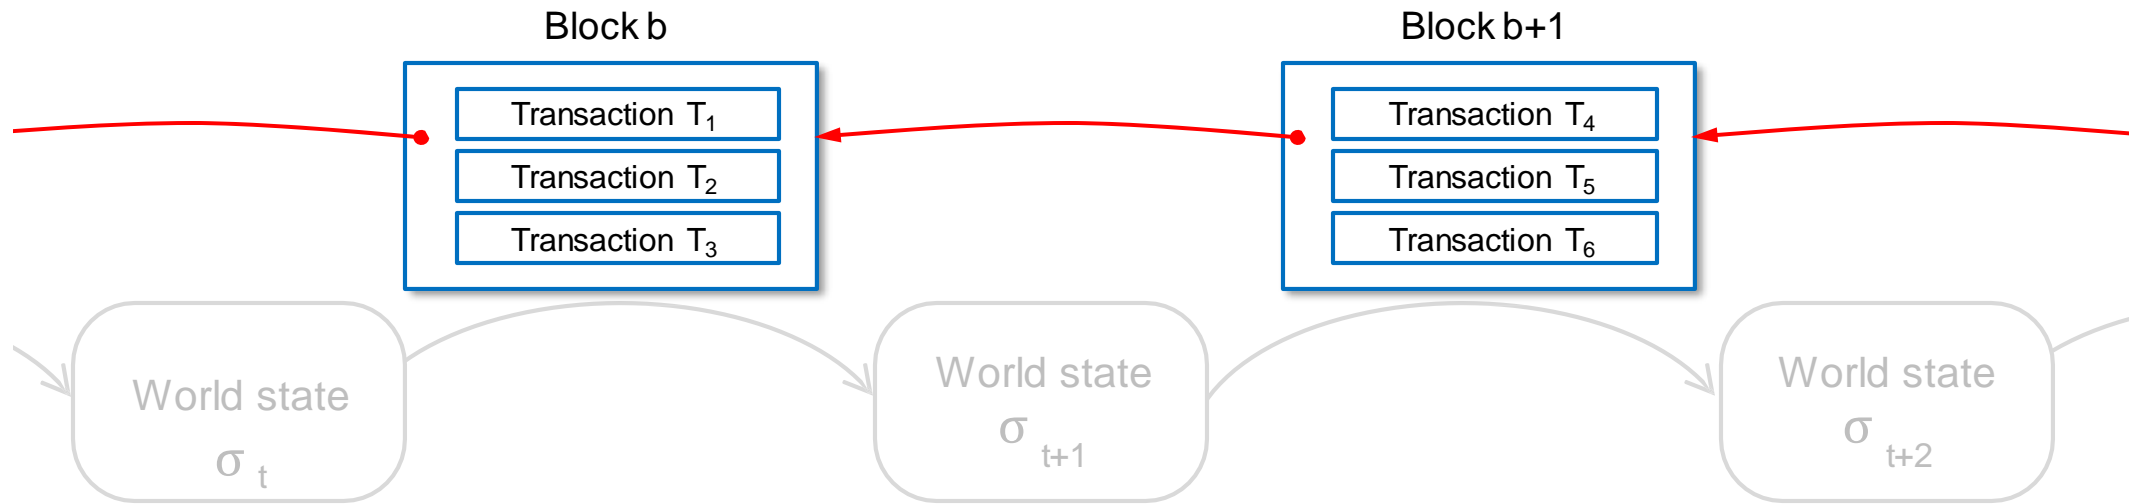 Block b
Block b+1
Transaction T₁
Transaction T₂
Transaction T₃
Transaction T₄
Transaction T₅
Transaction T₆
World state
σ t
World state
σ t+1
World state
σ t+2